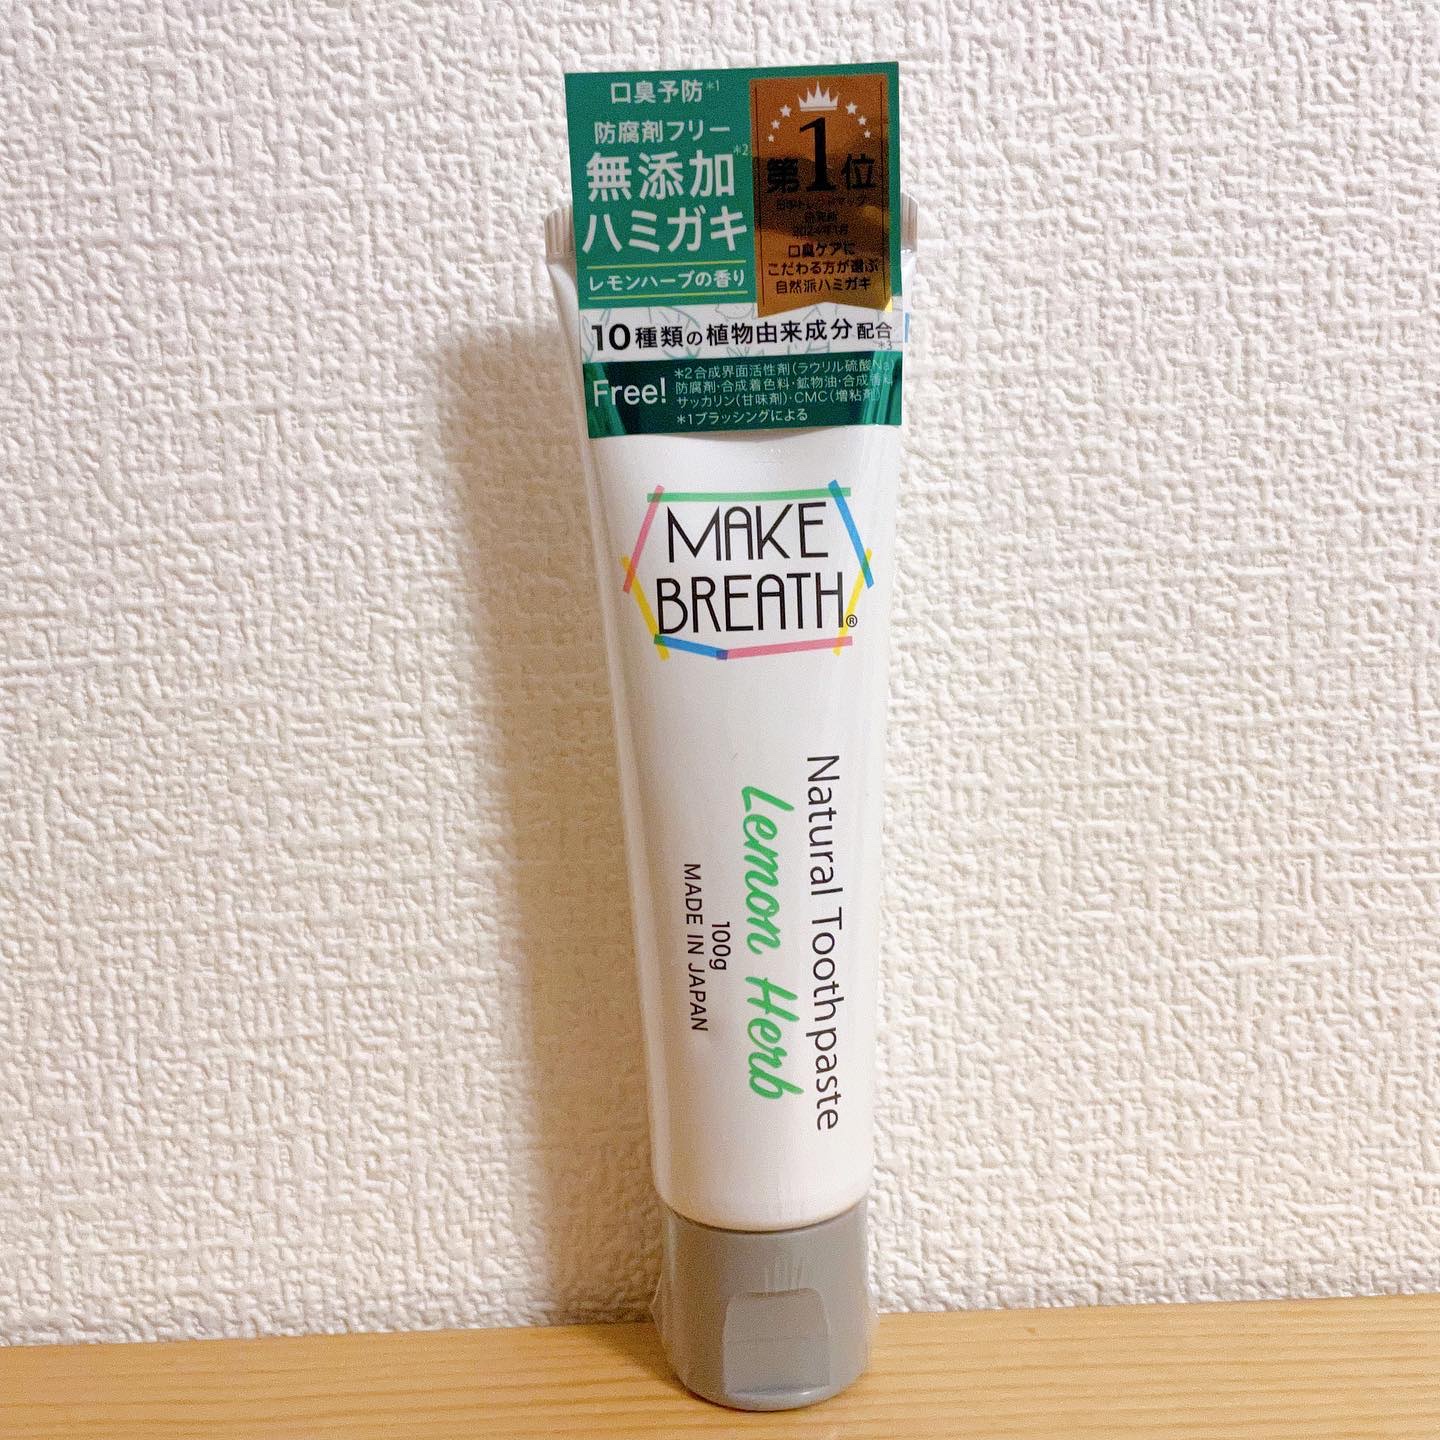 口臭予防*1
防腐剤フリー
無添加*2
ハミガキ
レモンハーブの香り
第1位
口臭ケアに
こだわる方が選ぶ
自然派ハミガキ
10種類の植物由来成分配合*3
Free!
*2合成界面活性剤(ラウリル硫酸Na)
防腐剤・合成着色料・鉱物油・合成香料
サッカリン(甘味剤)・CMC(増粘剤)
*1ブラッシングによる
MAKE
BREATH®
Natural Toothpaste
Lemon Herb
100g
MADE IN JAPAN